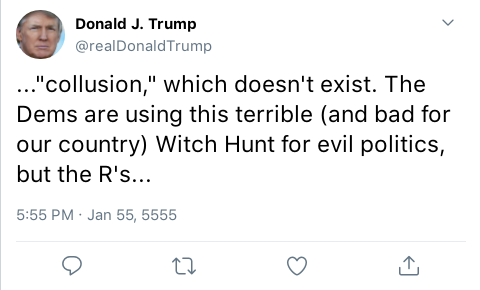 Donald J. Trump
@realDonaldTrump
..."collusion," which doesn't exist. The
Dems are using this terrible (and bad for
our country) Witch Hunt for evil politics,
but the R's...
5:55 PM · Jan 55, 5555